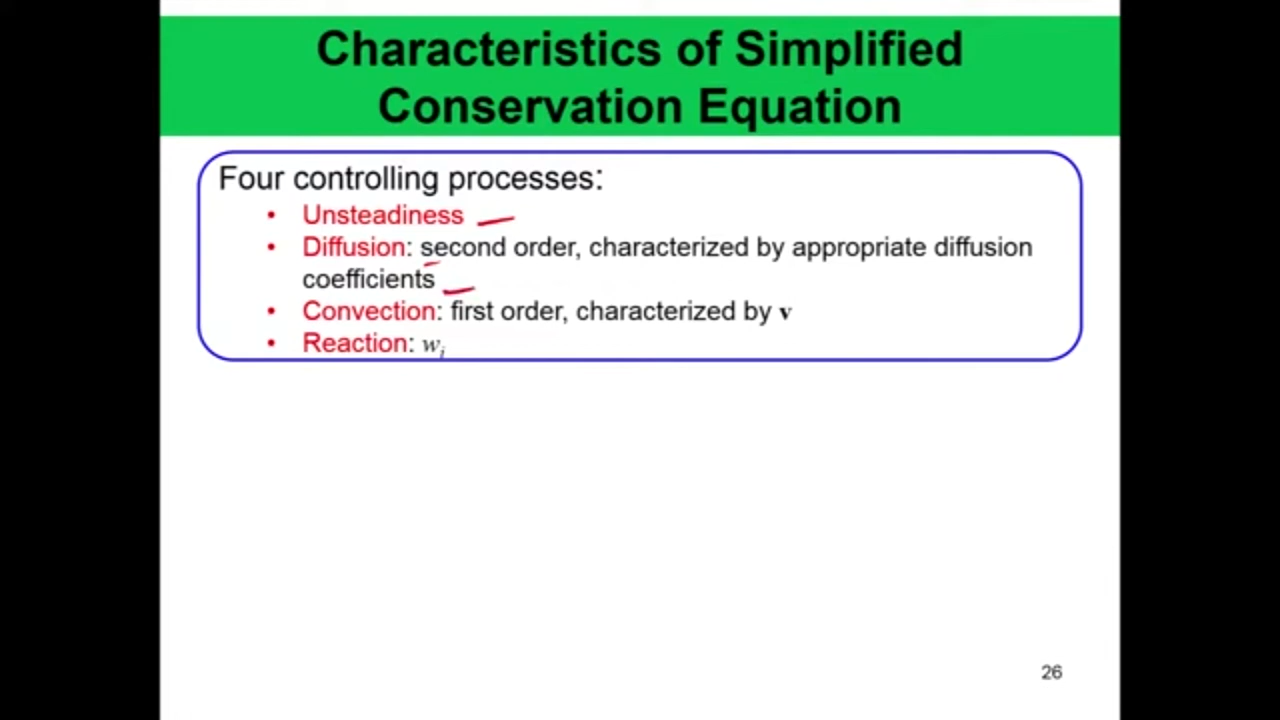 Characteristics of Simplified
Conservation Equation
Four controlling processes:
• Unsteadiness
• Diffusion: second order, characterized by appropriate diffusion
coefficients
• Convection: first order, characterized by v
• Reaction: wᵢ
26